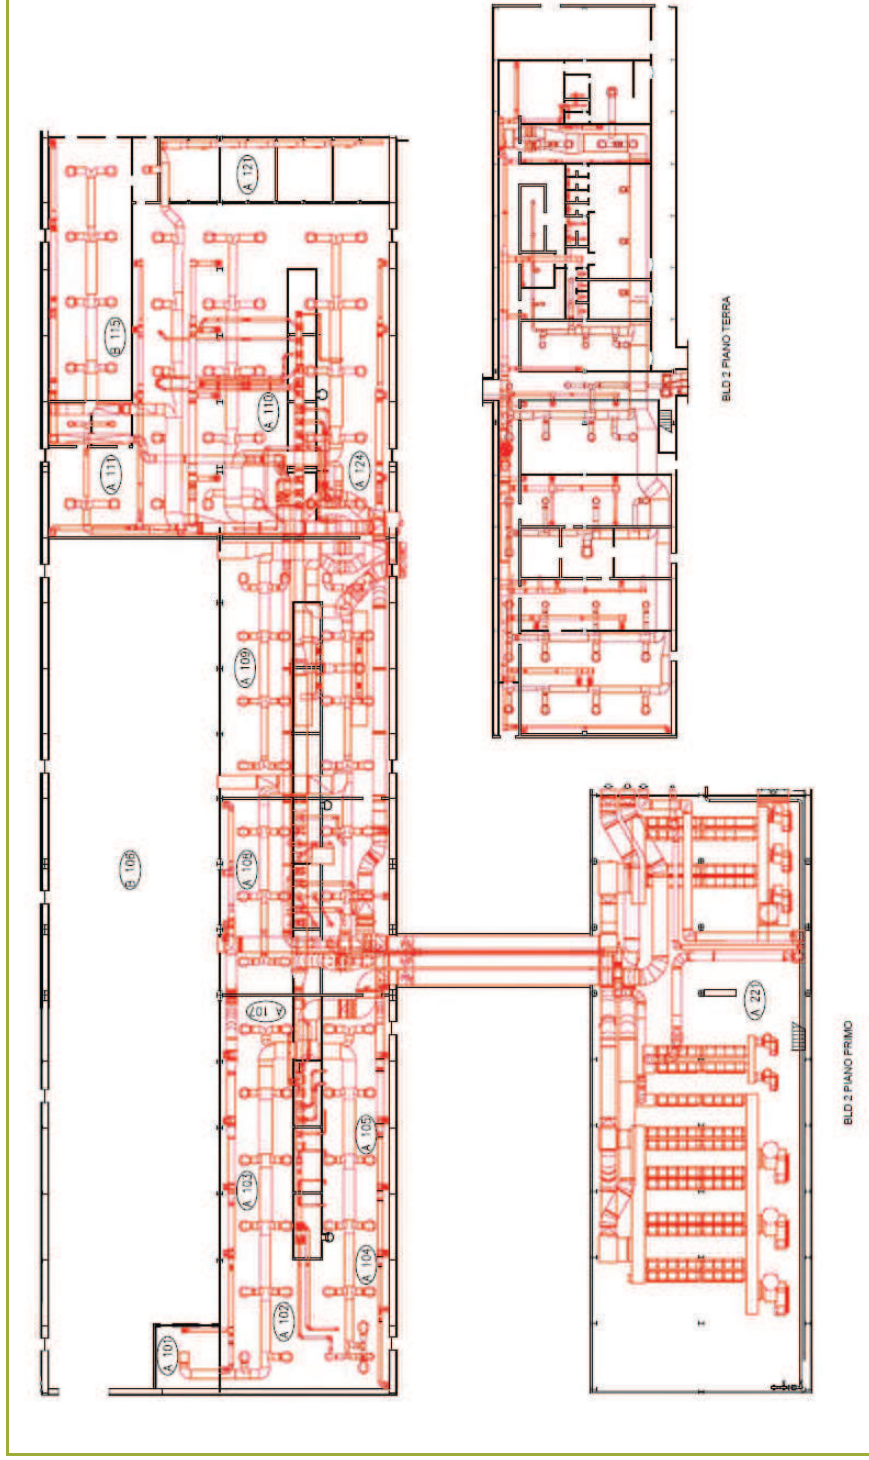 A 121
B 115
A 110
A 111
A 124
BLD 2 PIANO TERRA
A 109
B 106
A 108
A 107
A 221
BLD 2 PIANO PRIMO
A 105
A 103
A 104
A 102
A 101